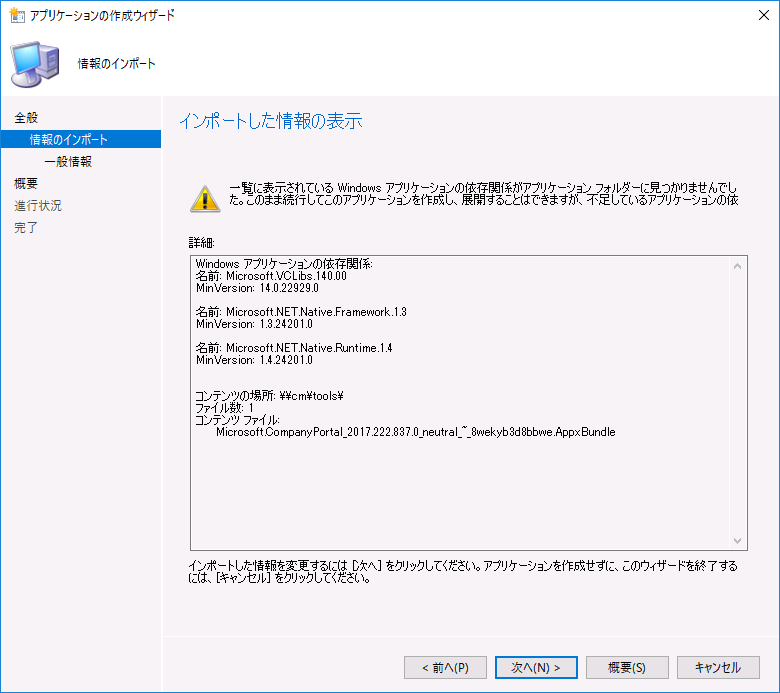 アプリケーションの作成ウィザード
情報のインポート
全般
情報のインポート
一般情報
概要
進行状況
完了
インポートした情報の表示
一覧に表示されている Windows アプリケーションの依存関係がアプリケーション フォルダーに見つかりませんでし
た。このまま続行してこのアプリケーションを作成し、展開することはできますが、不足しているアプリケーションの依
詳細:
Windows アプリケーションの依存関係:
名前: Microsoft.VCLibs.140.00
MinVersion: 14.0.22929.0
名前: Microsoft.NET.Native.Framework.1.3
MinVersion: 1.3.24201.0
名前: Microsoft.NET.Native.Runtime.1.4
MinVersion: 1.4.24201.0
コンテンツの場所: ¥¥cm¥tools¥
ファイル数: 1
コンテンツ ファイル:
Microsoft.CompanyPortal_2017.222.837.0_neutral_~_8wekyb3d8bbwe.AppxBundle
インポートした情報を変更するには [次へ] をクリックしてください。アプリケーションを作成せずに、このウィザードを終了する
には、[キャンセル] をクリックしてください。
< 前へ(P)
次へ(N) >
概要(S)
キャンセル